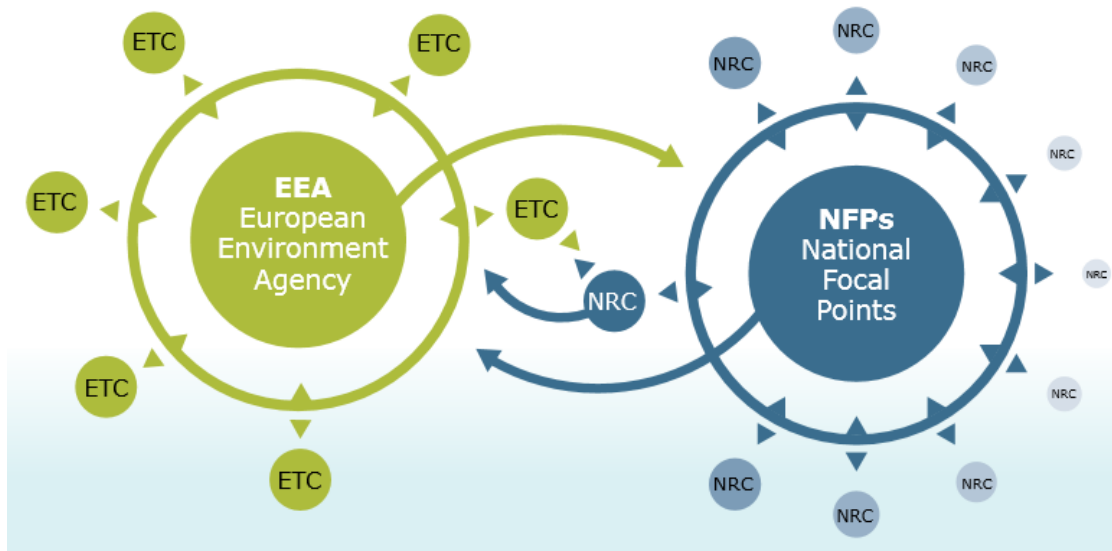 ETC
ETC
ETC
ETC
ETC
ETC
EEA
European
Environment
Agency
NRC
NRC
NRC
NRC
NRC
NRC
NRC
NRC
NRC
NRC
NFPs
National
Focal
Points